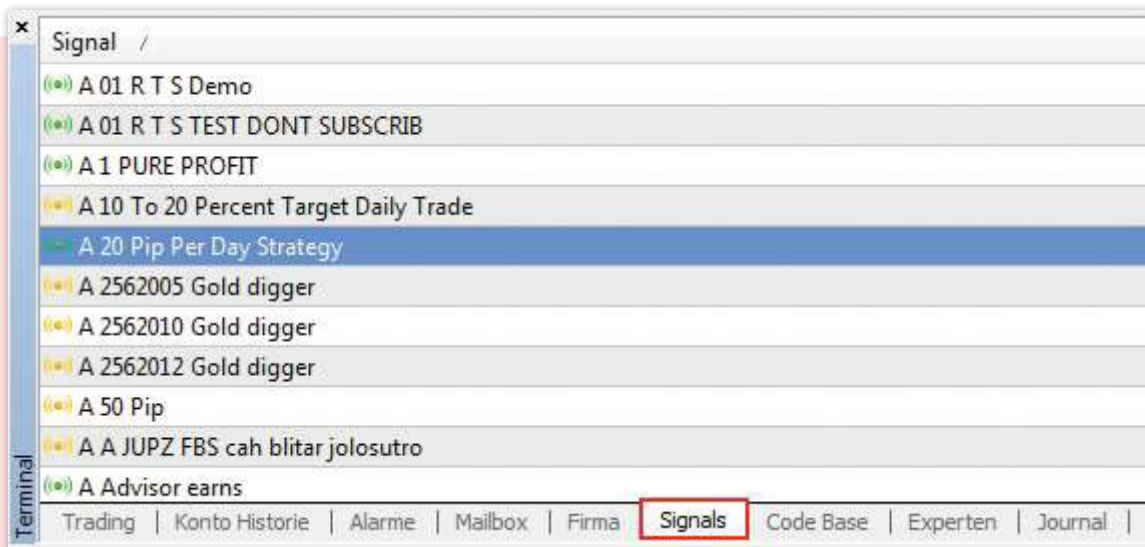 x
Signal /
A 01 R T S Demo
A 01 R T S TEST DONT SUBSCRIB
A 1 PURE PROFIT
A 10 To 20 Percent Target Daily Trade
A 20 Pip Per Day Strategy
A 2562005 Gold digger
A 2562010 Gold digger
A 2562012 Gold digger
A 50 Pip
A A JUPZ FBS cah blitar jolosutro
A Advisor earns
Terminal
Trading | Konto Historie | Alarme | Mailbox | Firma | Signals | Code Base | Experten | Journal |